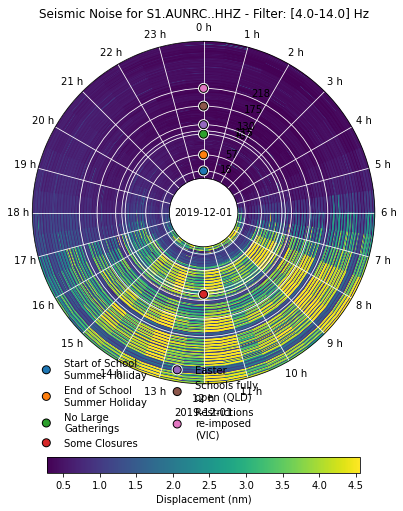 Seismic Noise for S1.AUNRC..HHZ - Filter: [4.0-14.0] Hz
0 h
1 h
2 h
3 h
4 h
5 h
6 h
7 h
8 h
9 h
10 h
11 h
12 h
13 h
14 h
15 h
16 h
17 h
18 h
19 h
20 h
21 h
22 h
23 h
218
179
57
2019-12-01
2019-12-01
Start of School
Summer Holiday
End of School
Summer Holiday
No Large
Gatherings
Some Closures
Easter
Schools fully
open (QLD)
Restrictions
re-imposed
(VIC)
0.5 1.0 1.5 2.0 2.5 3.0 3.5 4.0 4.5
Displacement (nm)